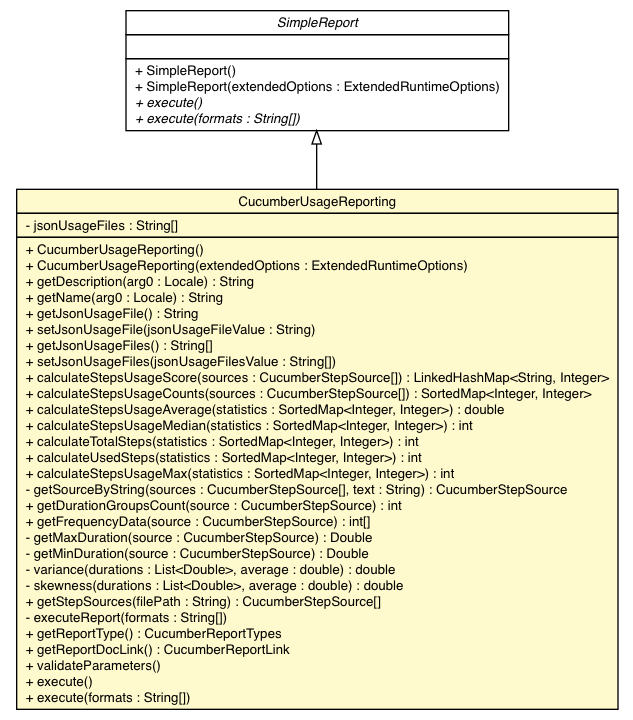 SimpleReport
+ SimpleReport()
+ SimpleReport(extendedOptions : ExtendedRuntimeOptions)
+ execute()
+ execute(formats : String[])
CucumberUsageReporting
- jsonUsageFiles : String[]
+ CucumberUsageReporting()
+ CucumberUsageReporting(extendedOptions : ExtendedRuntimeOptions)
+ getDescription(arg0 : Locale) : String
+ getName(arg0 : Locale) : String
+ getJsonUsageFile() : String
+ setJsonUsageFile(jsonUsageFileValue : String)
+ getJsonUsageFiles() : String[]
+ setJsonUsageFiles(jsonUsageFilesValue : String[])
+ calculateStepsUsageScore(sources : CucumberStepSource[]) : LinkedHashMap<String, Integer>
+ calculateStepsUsageCounts(sources : CucumberStepSource[]) : SortedMap<Integer, Integer>
+ calculateStepsUsageAverage(statistics : SortedMap<Integer, Integer>) : double
+ calculateStepsUsageMedian(statistics : SortedMap<Integer, Integer>) : int
+ calculateTotalSteps(statistics : SortedMap<Integer, Integer>) : int
+ calculateUsedSteps(statistics : SortedMap<Integer, Integer>) : int
+ calculateStepsUsageMax(statistics : SortedMap<Integer, Integer>) : int
- getSourceByString(sources : CucumberStepSource[], text : String) : CucumberStepSource
+ getDurationGroupsCount(source : CucumberStepSource) : int
+ getFrequencyData(source : CucumberStepSource) : int[]
- getMaxDuration(source : CucumberStepSource) : Double
- getMinDuration(source : CucumberStepSource) : Double
- variance(durations : List<Double>, average : double) : double
- skewness(durations : List<Double>, average : double) : double
+ getStepSources(filePath : String) : CucumberStepSource[]
- executeReport(formats : String[])
+ getReportType() : CucumberReportTypes
+ getReportDocLink() : CucumberReportLink
+ validateParameters()
+ execute()
+ execute(formats : String[])